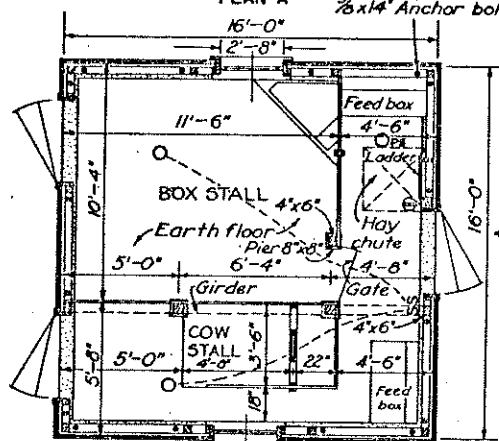 PLAN A
⅝x14" Anchor bol
16'-0"
2'-8"
Feed box
11'-6"
4'-6"
Ladder
10'-4"
BOX STALL
4"x6"
Hay
chute
16'-0"
Earth floor
Pier 8"x8"
5'-0"
6'-4"
4'-8"
Girder
Gate
4"x6"
COW
STALL
4'-8"
3'-6"
5'-8"
5'-0"
22"
4'-6"
18"
Feed
box